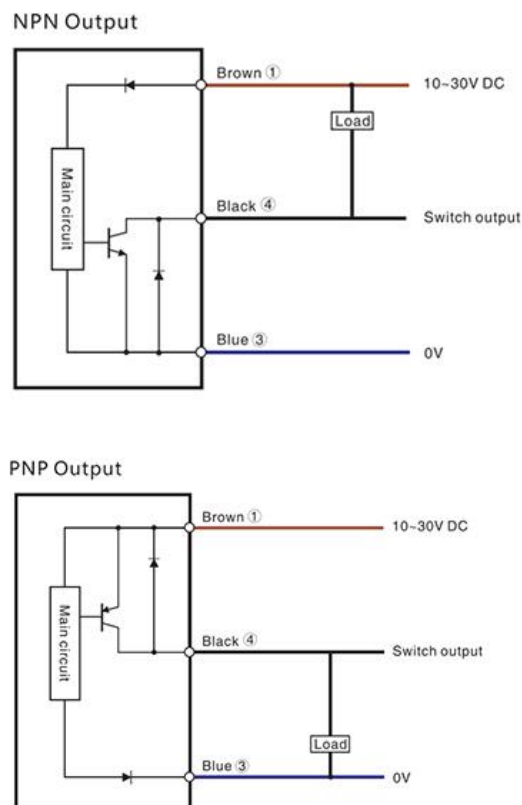 NPN Output
Brown ①
10~30V DC
Load
Main circuit
Black ④
Switch output
Blue ③
0V
PNP Output
Brown ①
10~30V DC
Main circuit
Black ④
Switch output
Load
Blue ③
0V